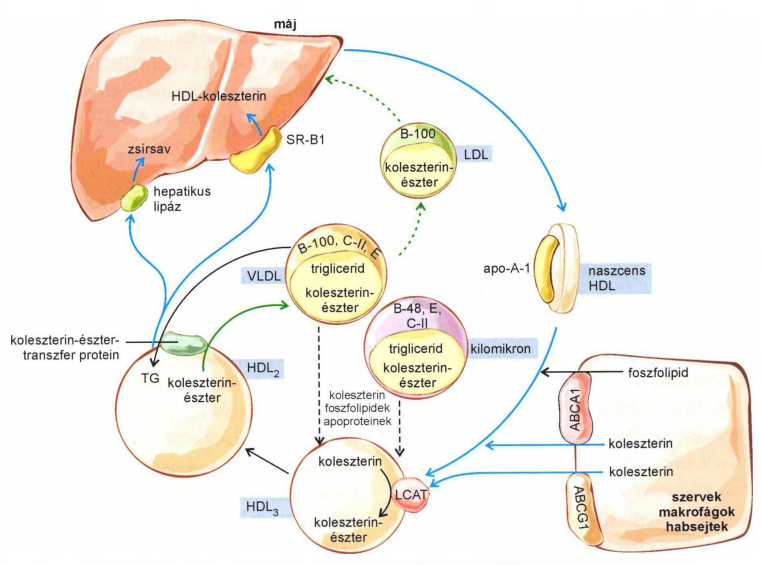 máj
HDL-koleszterin
SR-B1
zsírsav
hepatikus
lipáz
B-100
koleszterin-
észter
LDL
B-100, C-II, E
triglicerid
koleszterin-
észter
VLDL
apo-A-1
naszcens
HDL
B-48, E,
C-II
triglicerid
koleszterin-
észter
kilomikron
koleszterin-észter-
transzfer protein
TG
koleszterin-
észter
HDL2
koleszterin
foszfolipidek
apoproteinek
foszfolipid
ABCA1
koleszterin
koleszterin
ABCG1
szervek
makrofágok
habsejtek
koleszterin
LCAT
koleszterin-
észter
HDL3